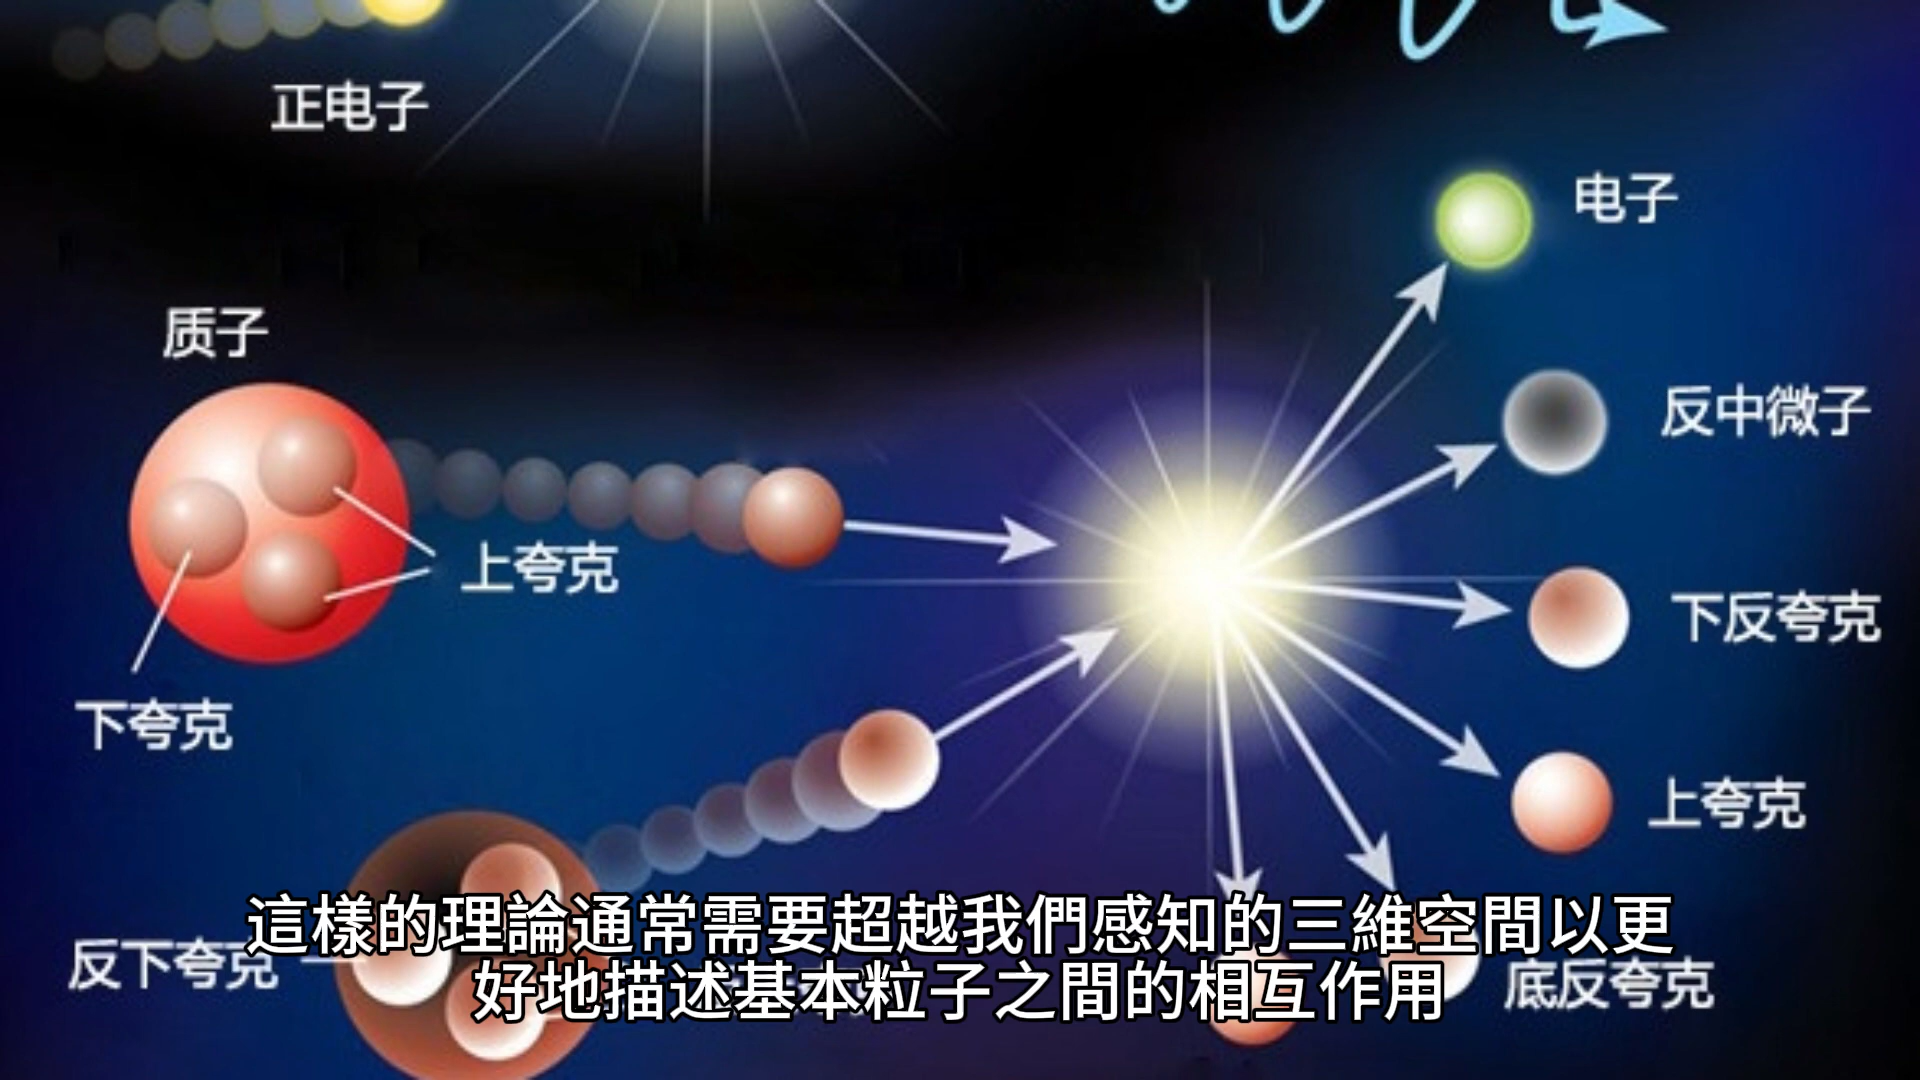 正电子
电子
质子
反中微子
上夸克
下反夸克
下夸克
上夸克
這樣的理論通常需要超越我們感知的三維空間以更
反下夸克
好地描述基本粒子之間的相互作用
底反夸克